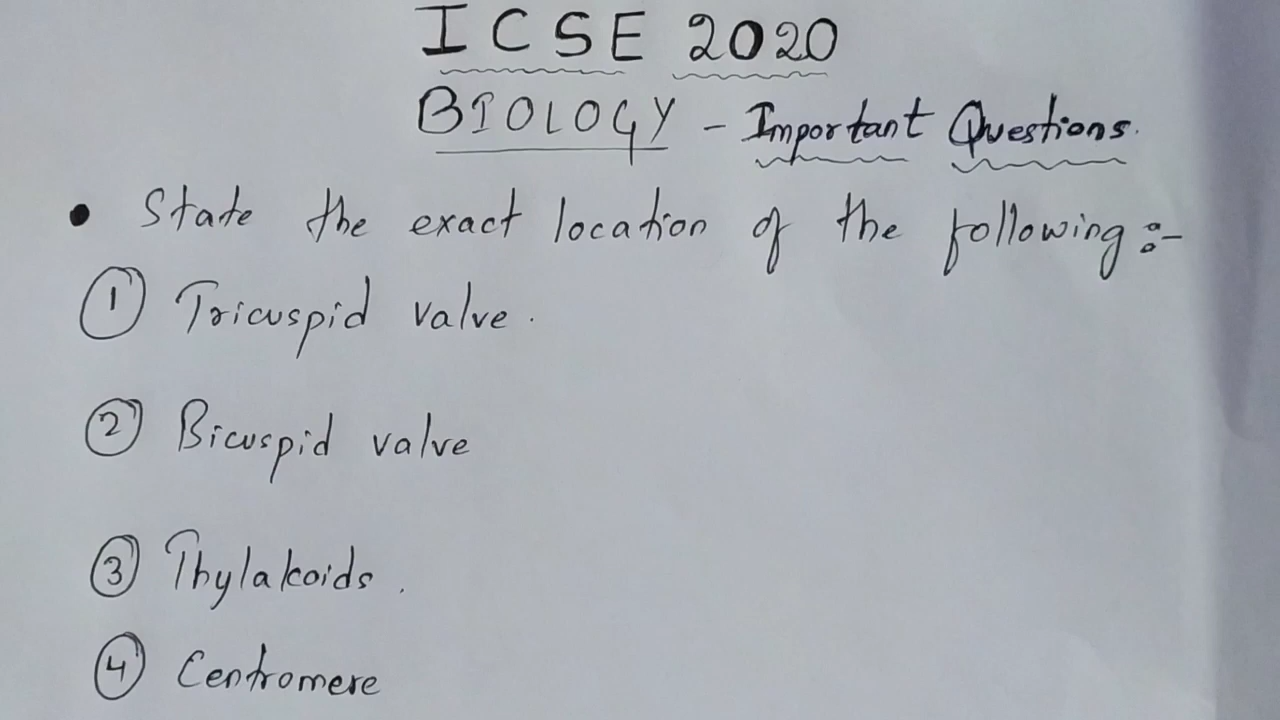 ICSE 2020
BIOLOGY - Important Questions.
• State the exact location of the following :-
① Tricuspid valve.
② Bicuspid valve
③ Thylakoids.
④ Centromere